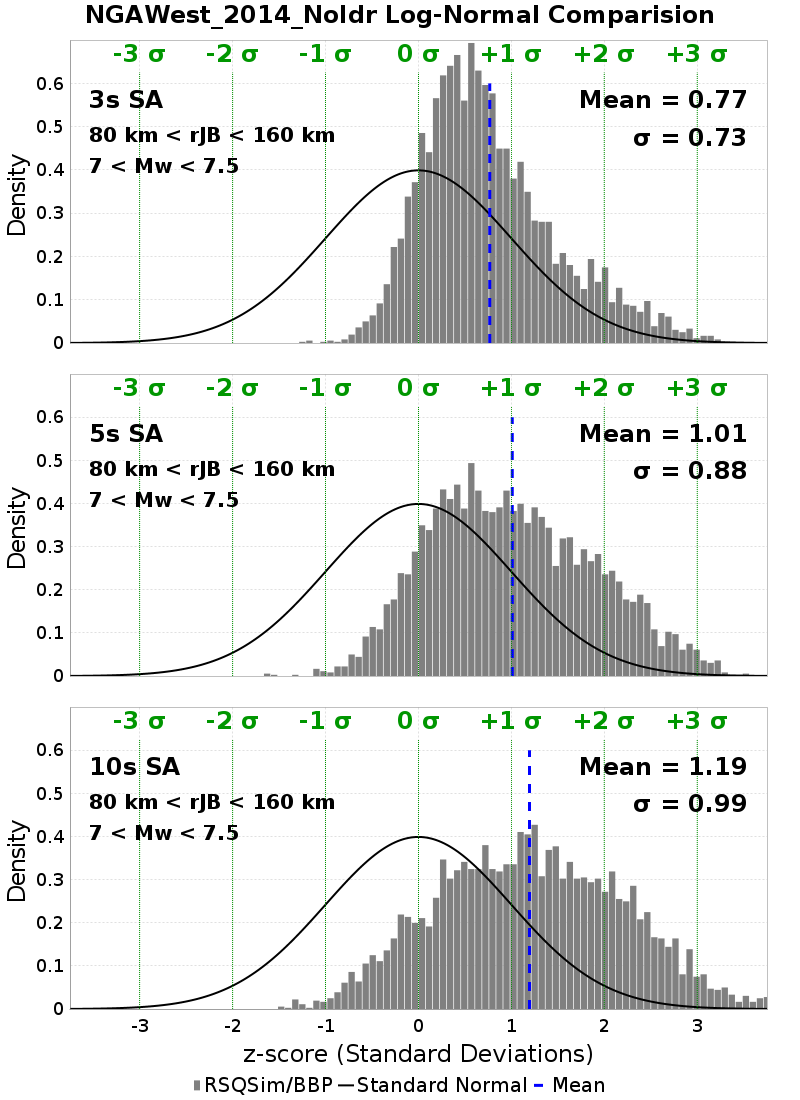 NGAWest_2014_NoIdr Log-Normal Comparision
-3 σ -2 σ -1 σ 0 σ +1 σ +2 σ +3 σ
3s SA
80 km < rJB < 160 km
7 < Mw < 7.5
Mean = 0.77
σ = 0.73
Density
0.6
0.5
0.4
0.3
0.2
0.1
0
-3 σ -2 σ -1 σ 0 σ +1 σ +2 σ +3 σ
5s SA
80 km < rJB < 160 km
7 < Mw < 7.5
Mean = 1.01
σ = 0.88
Density
0.6
0.5
0.4
0.3
0.2
0.1
0
-3 σ -2 σ -1 σ 0 σ +1 σ +2 σ +3 σ
10s SA
80 km < rJB < 160 km
7 < Mw < 7.5
Mean = 1.19
σ = 0.99
Density
0.6
0.5
0.4
0.3
0.2
0.1
0
-3 -2 -1 0 1 2 3
z-score (Standard Deviations)
RSQSim/BBP Standard Normal Mean